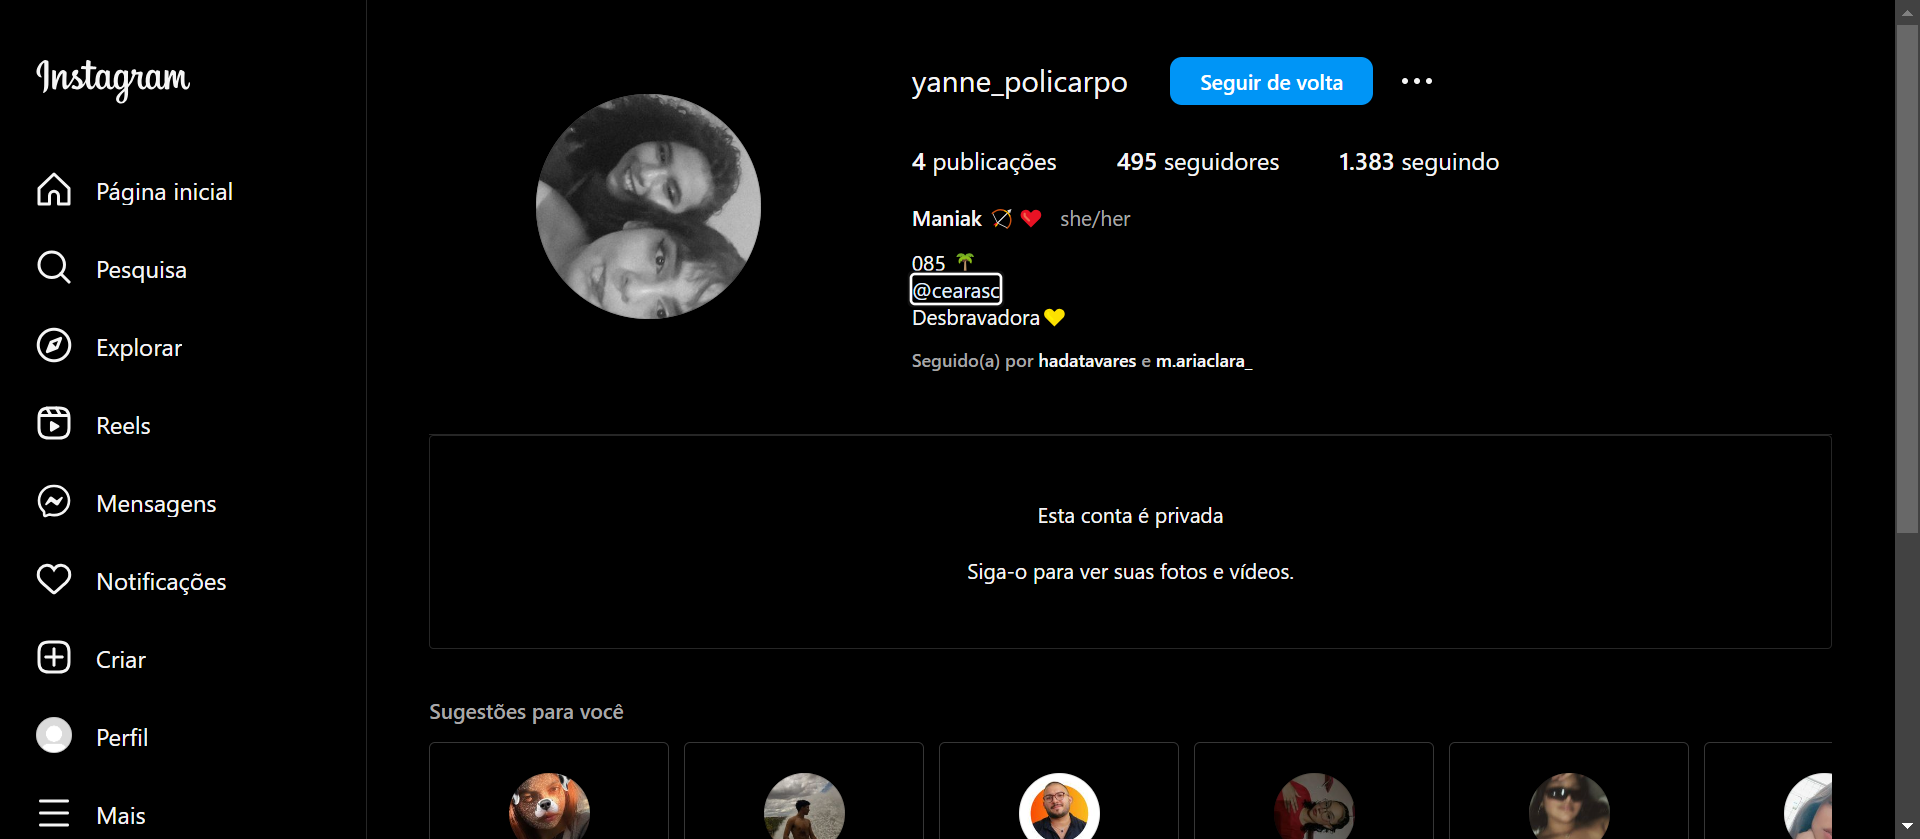 Instagram
Página inicial
Pesquisa
Explorar
Reels
Mensagens
Notificações
Criar
Perfil
Mais
yanne_policarpo Seguir de volta
4 publicações 495 seguidores 1.383 seguindo
Maniak 🏹❤️ she/her
085 🌴
@cearasc
Desbravadora💛
Seguido(a) por hadatavares e m.ariaclara_
Esta conta é privada
Siga-o para ver suas fotos e vídeos.
Sugestões para você